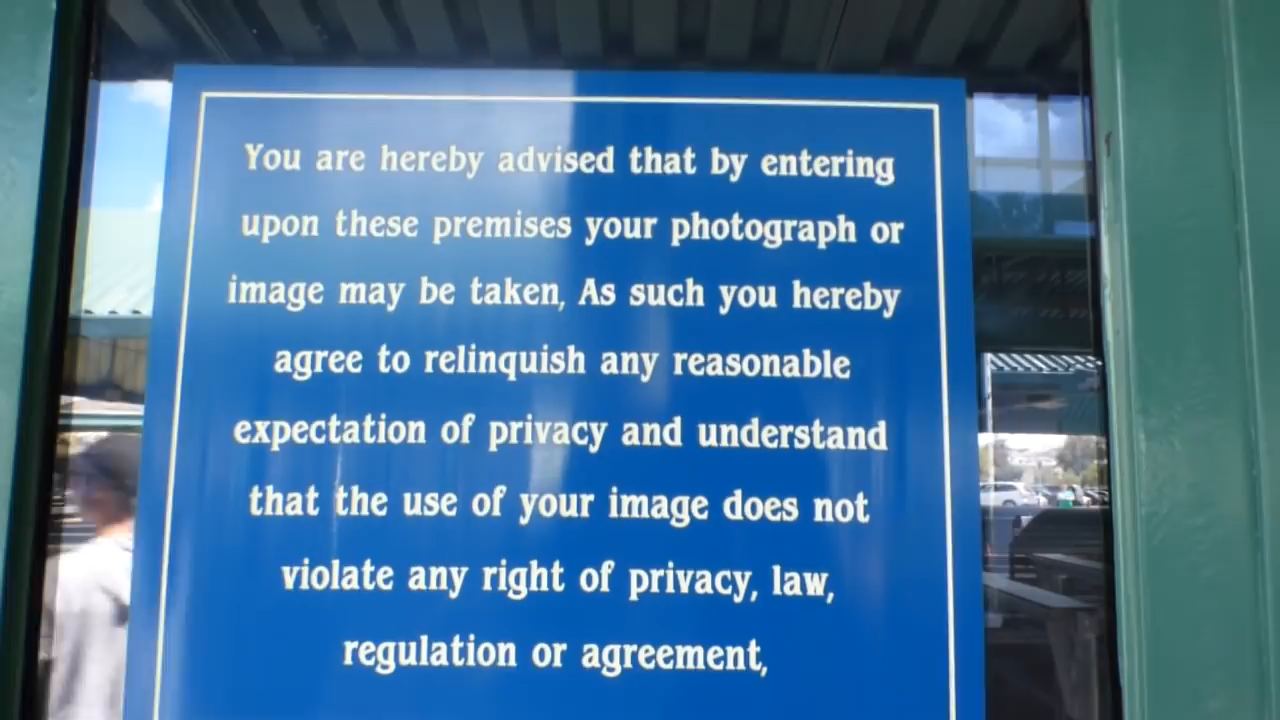 You are hereby advised that by entering
upon these premises your photograph or
image may be taken, As such you hereby
agree to relinquish any reasonable
expectation of privacy and understand
that the use of your image does not
violate any right of privacy, law,
regulation or agreement,